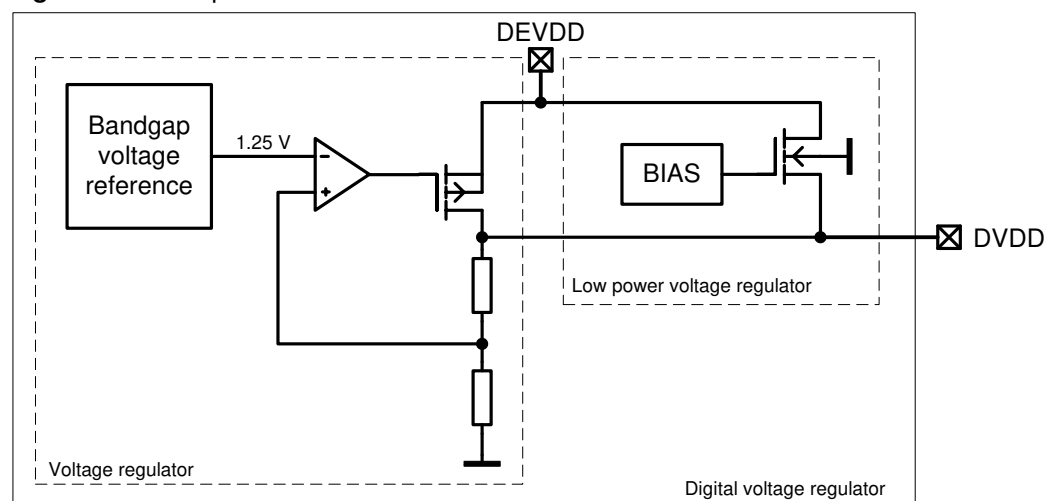 DEVDD
Bandgap
voltage
reference
1.25 V
-
+
BIAS
DVDD
Low power voltage regulator
Voltage regulator
Digital voltage regulator